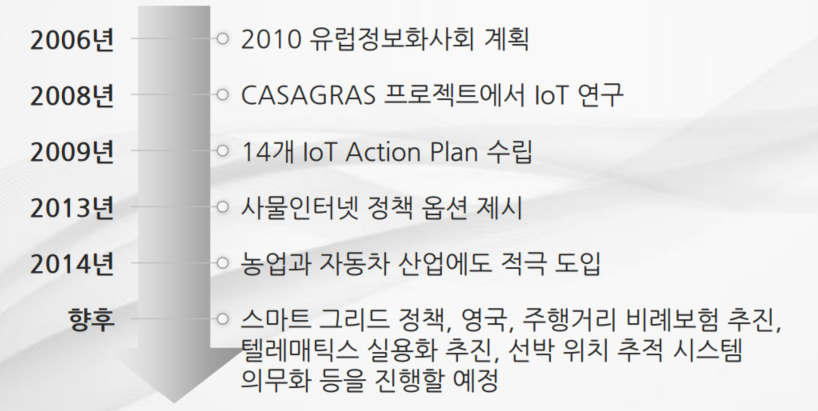 2006년 2010 유럽정보화사회 계획
2008년 CASAGRAS 프로젝트에서 IoT 연구
2009년 14개 IoT Action Plan 수립
2013년 사물인터넷 정책 옵션 제시
2014년 농업과 자동차 산업에도 적극 도입
향후 스마트 그리드 정책, 영국, 주행거리 비례보험 추진,
텔레매틱스 실용화 추진, 선박 위치 추적 시스템
의무화 등을 진행할 예정